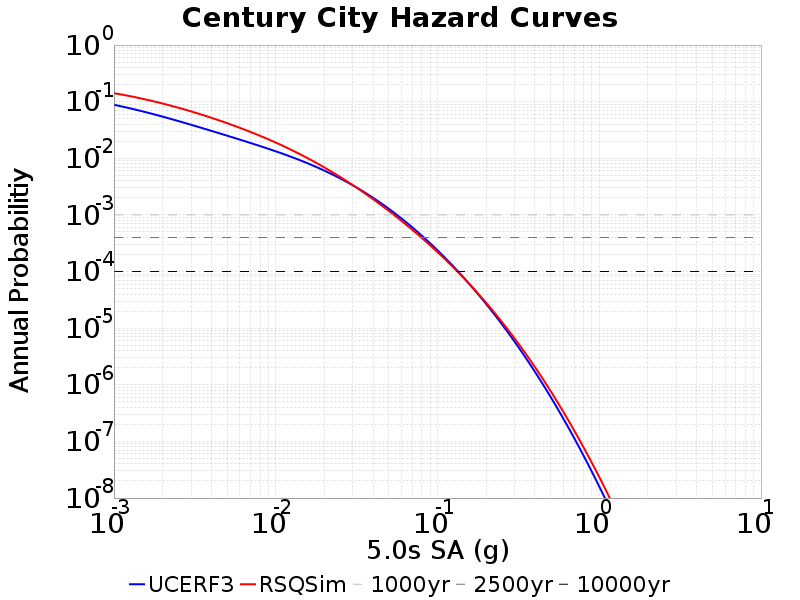 Century City Hazard Curves
Annual Probabilitiy
10^0
10^-1
10^-2
10^-3
10^-4
10^-5
10^-6
10^-7
10^-8
10^-3 10^-2 10^-1 10^0 10^1
5.0s SA (g)
UCERF3 RSQSim 1000yr 2500yr 10000yr